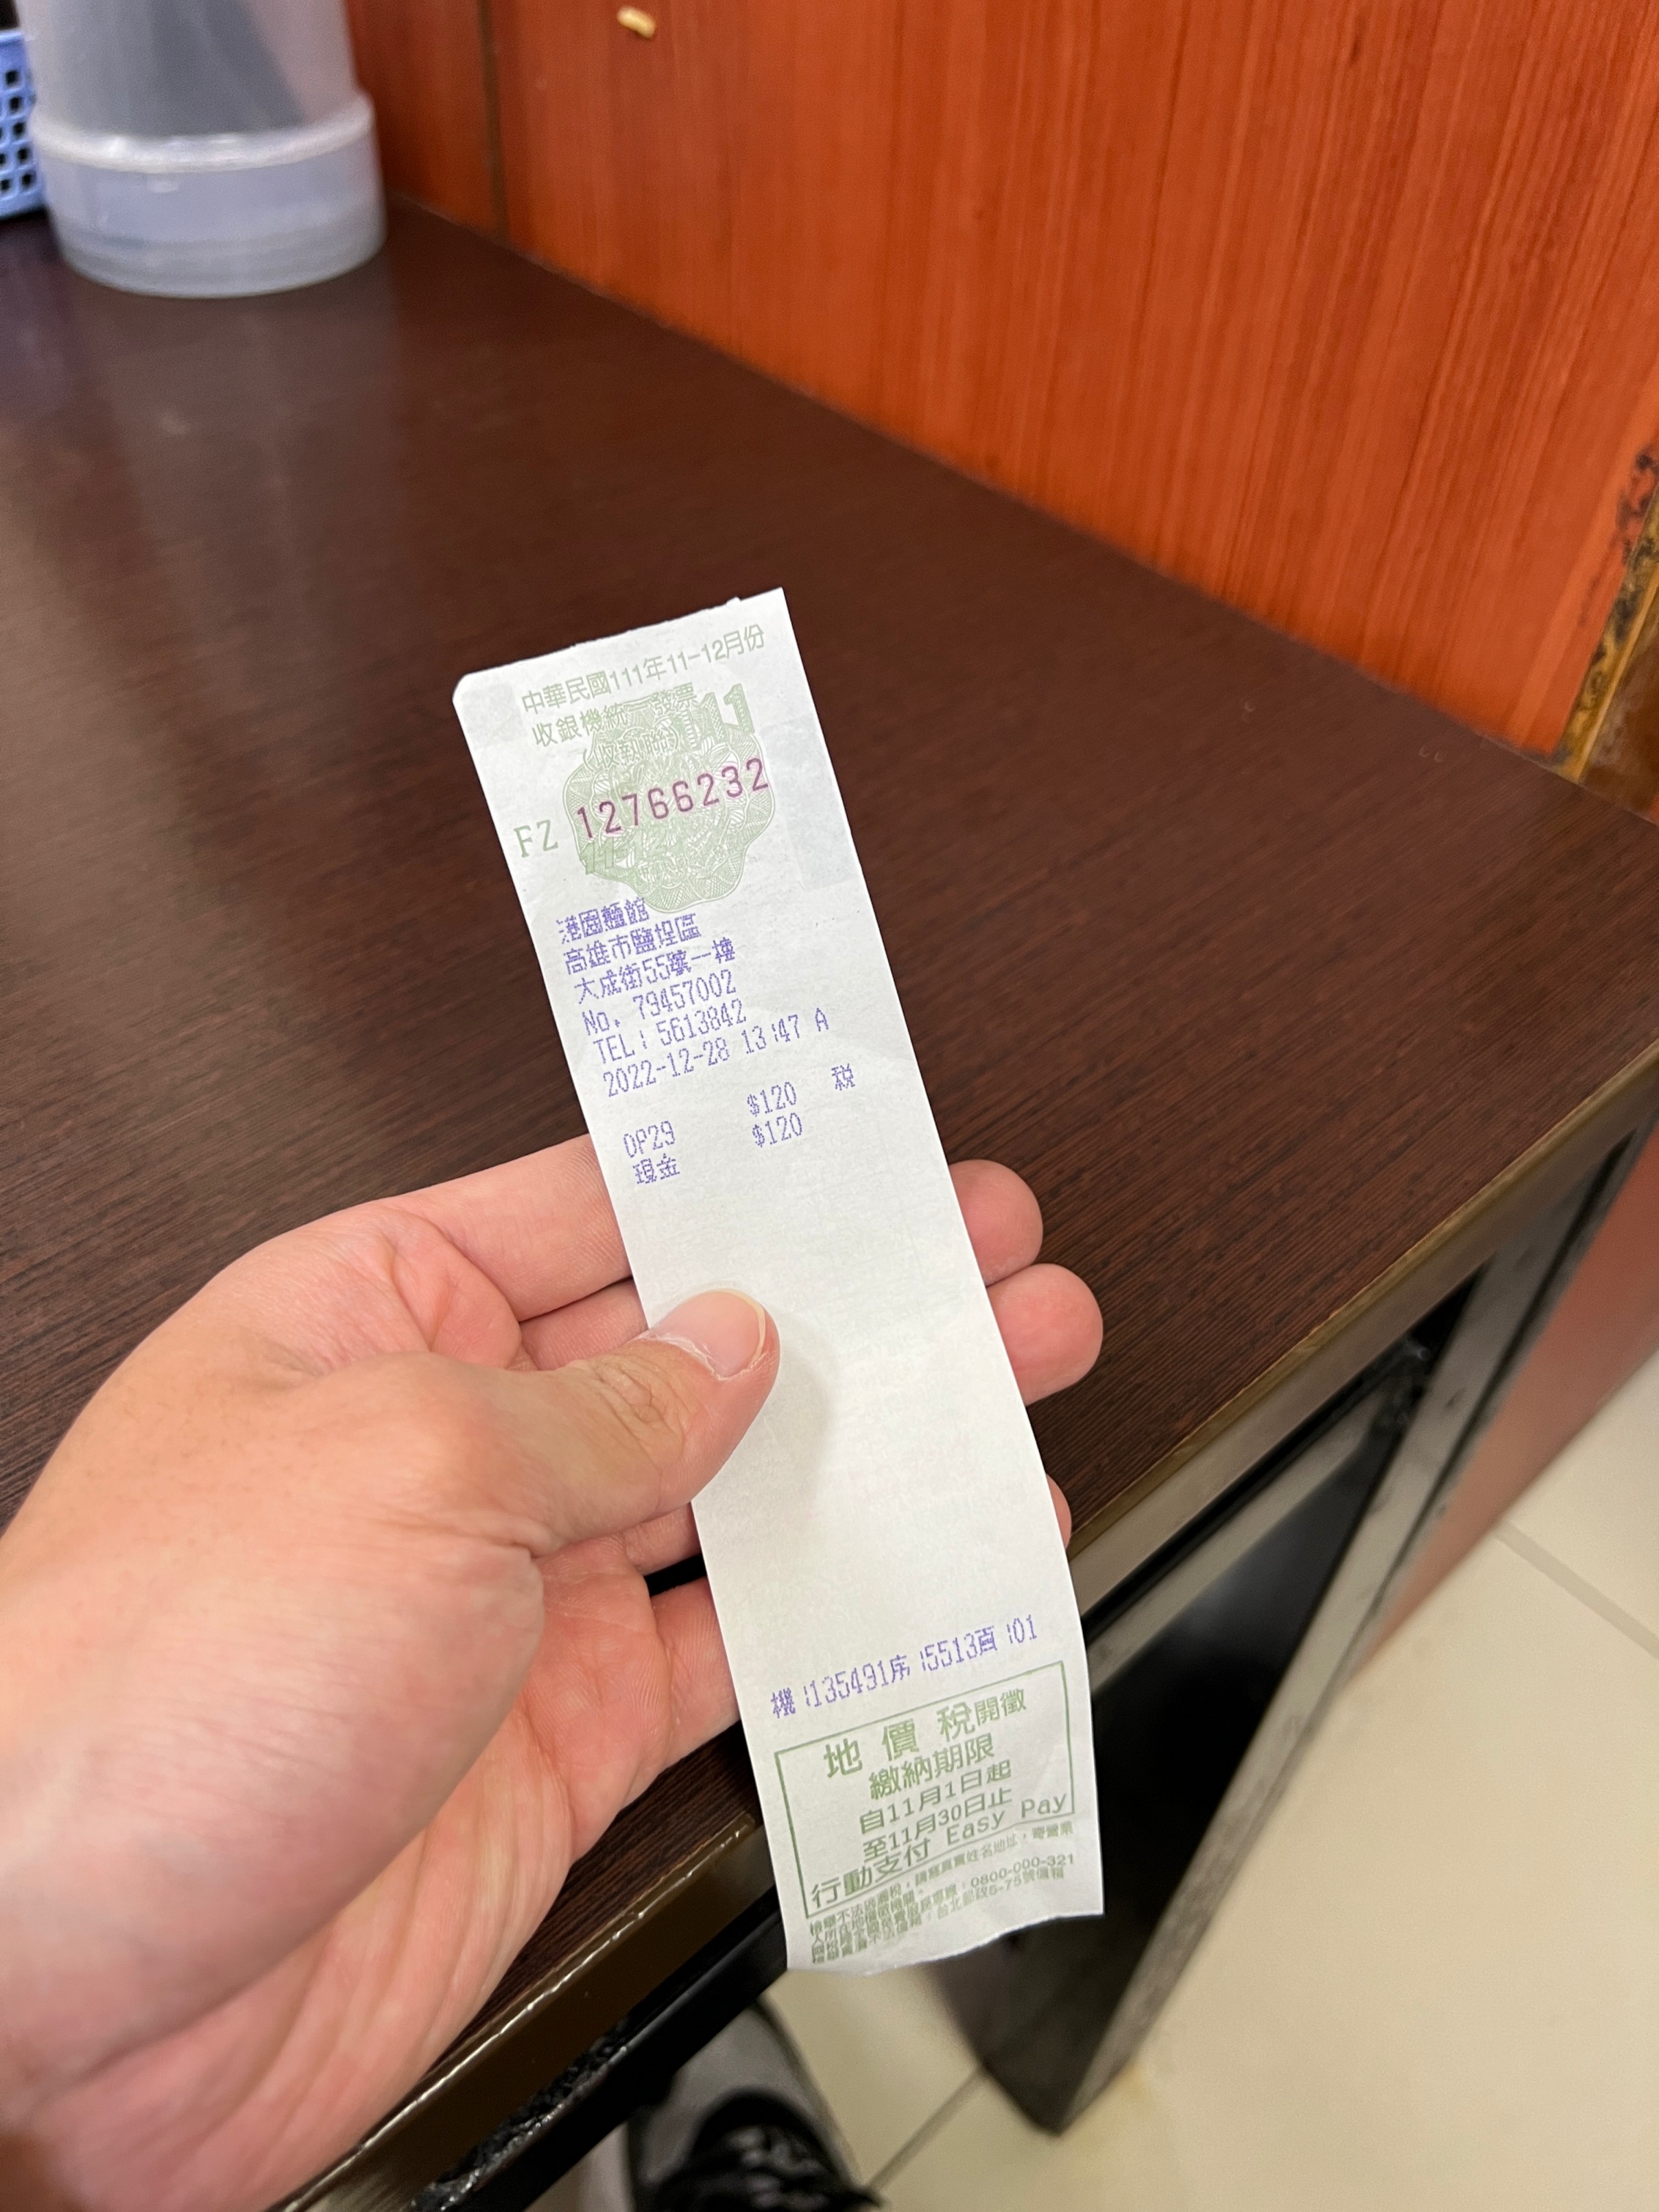 中華民國111年11-12月份
收銀機統一發票
(收執聯)
FZ 12766232
港園麵館
高雄市鹽埕區
大成街55號一樓
No. 79457002
TEL: 5613842
2022-12-28 13:47 A
$120 稅
OP29 $120
現金
機:135491序:5513頁:01
地價稅開徵
繳納期限
自11月1日起
至11月30日止
行動支付 Easy Pay
0800-000-321